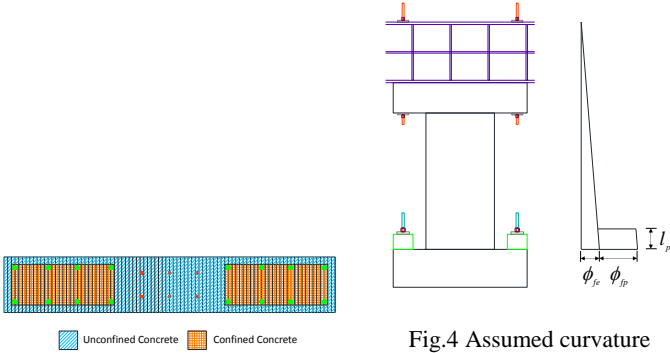 Unconfined Concrete
Confined Concrete
l_p
ϕ_fe ϕ_fp
Fig.4 Assumed curvature